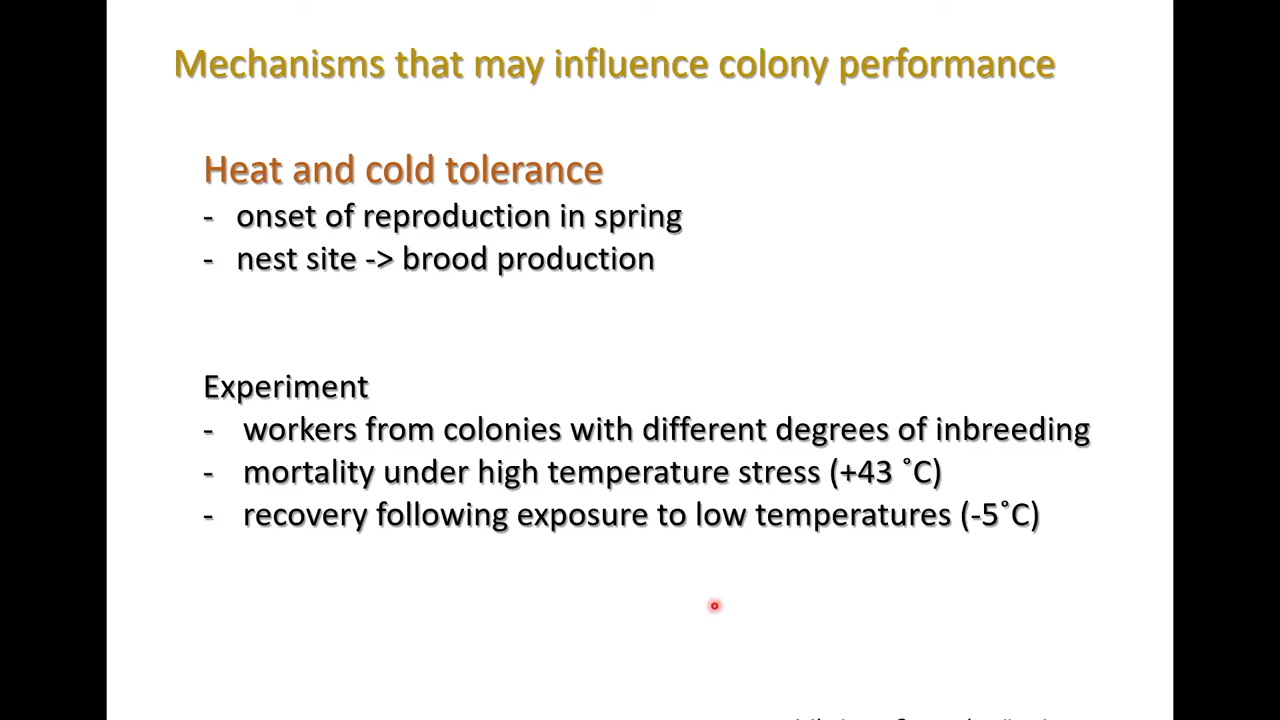 Mechanisms that may influence colony performance
Heat and cold tolerance
- onset of reproduction in spring
- nest site -> brood production
Experiment
- workers from colonies with different degrees of inbreeding
- mortality under high temperature stress (+43 ˚C)
- recovery following exposure to low temperatures (-5˚C)